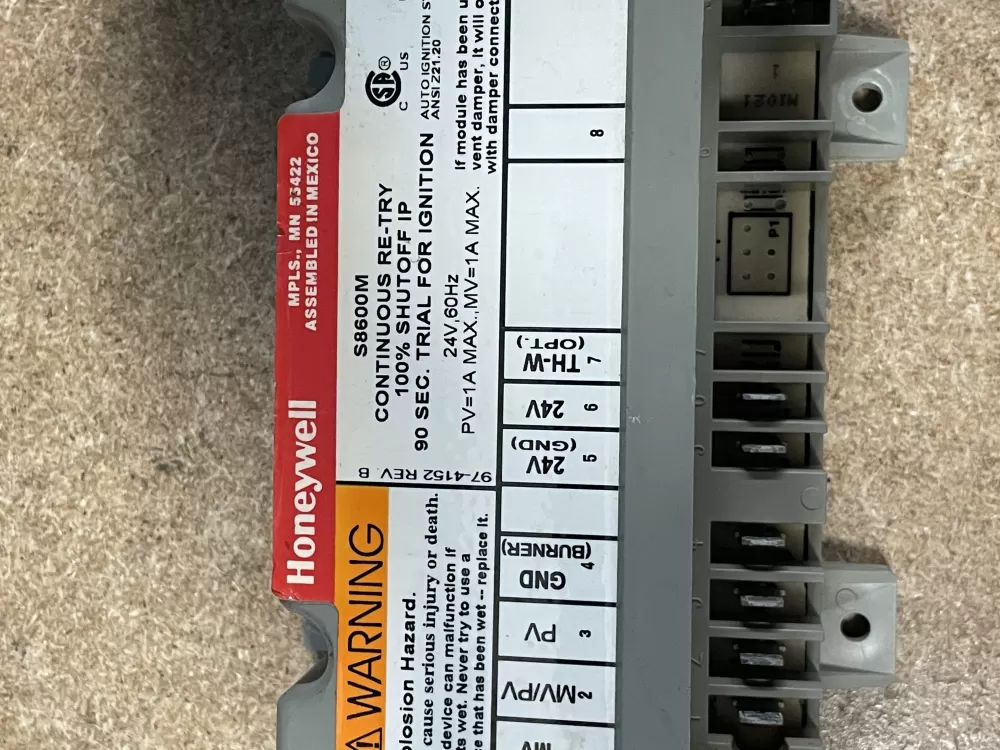 Honeywell
MPLS., MN 55422
ASSEMBLED IN MEXICO
S8600M
CONTINUOUS RE-TRY
100% SHUTOFF IP
90 SEC. TRIAL FOR IGNITION
24V,60Hz
PV=1A MAX.,MV=1A MAX.
97-4152 REV. B
C US
AUTO IGNITION
ANSI Z21.20
If module has been
vent damper, it will
with damper
WARNING
Hazard.
cause serious injury or death.
device can malfunction if
wet. Never try to use a
that has been wet -- replace it.
MV
MV/PV 2
PV 3
GND 4
(BURNER)
24V 5
(GND)
24V 6
TH-W 7
(OPT.)
8
P1
M1021
1